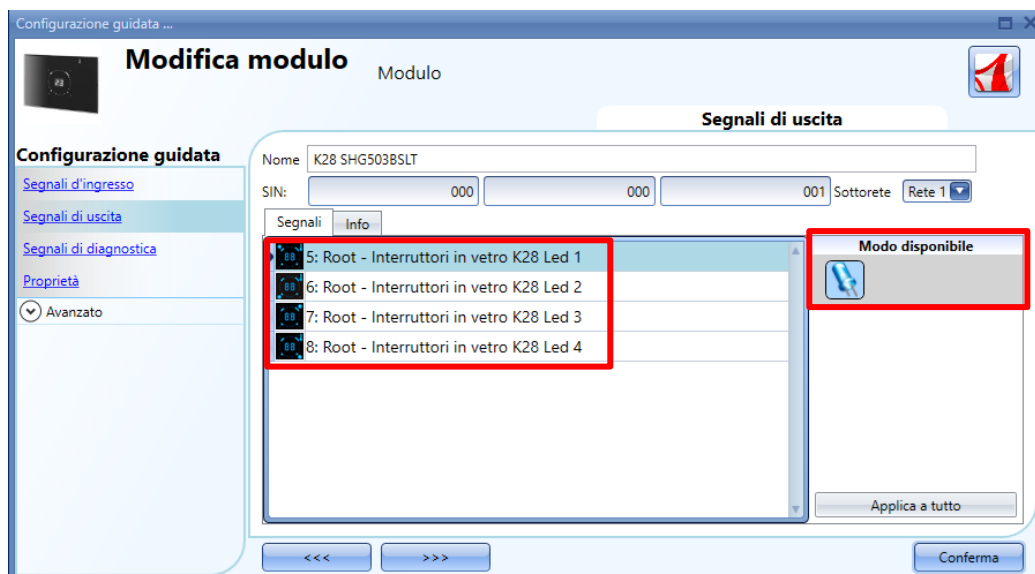 Configurazione guidata ...
Modifica modulo
Modulo
Segnali di uscita
Configurazione guidata
Segnali d'ingresso
Segnali di uscita
Segnali di diagnostica
Proprietà
Avanzato
Nome K28 SHG503BSLT
SIN: 000 000 001 Sottorete Rete 1
Segnali Info
5: Root - Interruttori in vetro K28 Led 1
6: Root - Interruttori in vetro K28 Led 2
7: Root - Interruttori in vetro K28 Led 3
8: Root - Interruttori in vetro K28 Led 4
Modo disponibile
Applica a tutto
<<< >>> Conferma